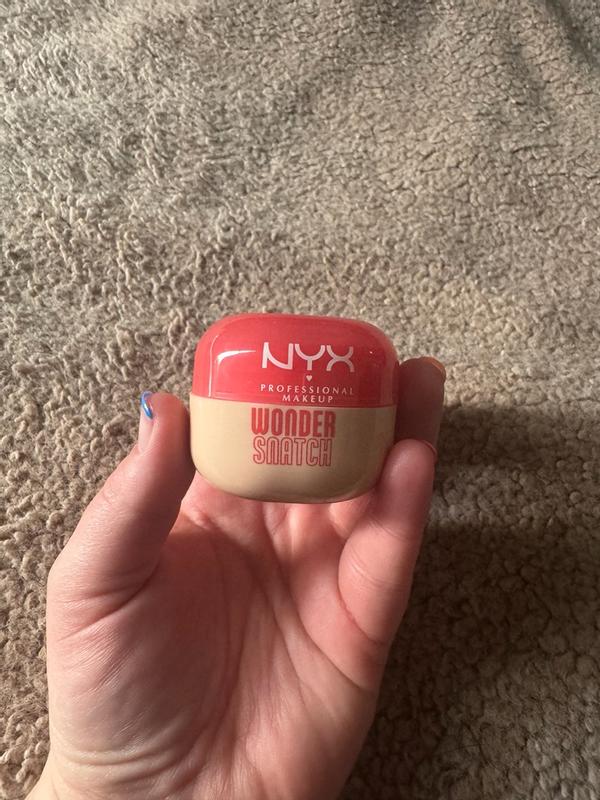 NYX
PROFESSIONAL
MAKEUP
WONDER
SNATCH